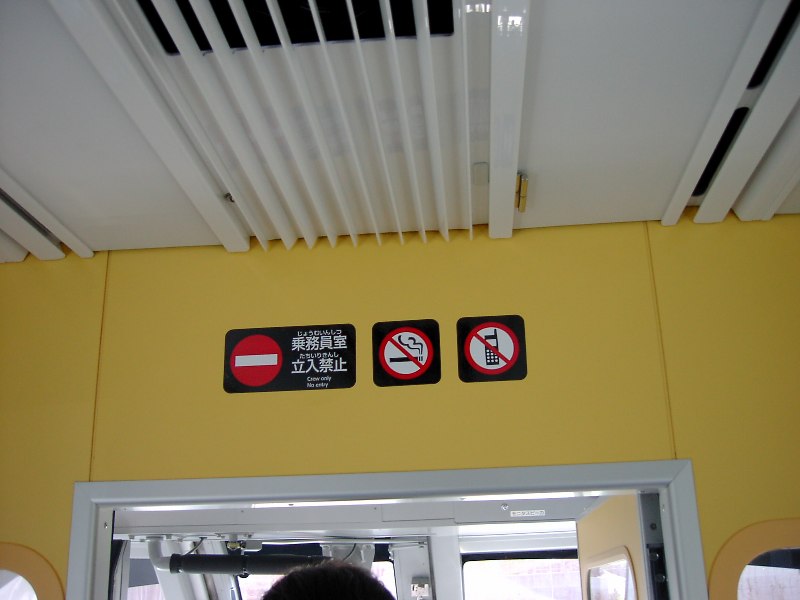 じょうむいんしつ
乗務員室
たちいりきんし
立入禁止
Crew only
No entry